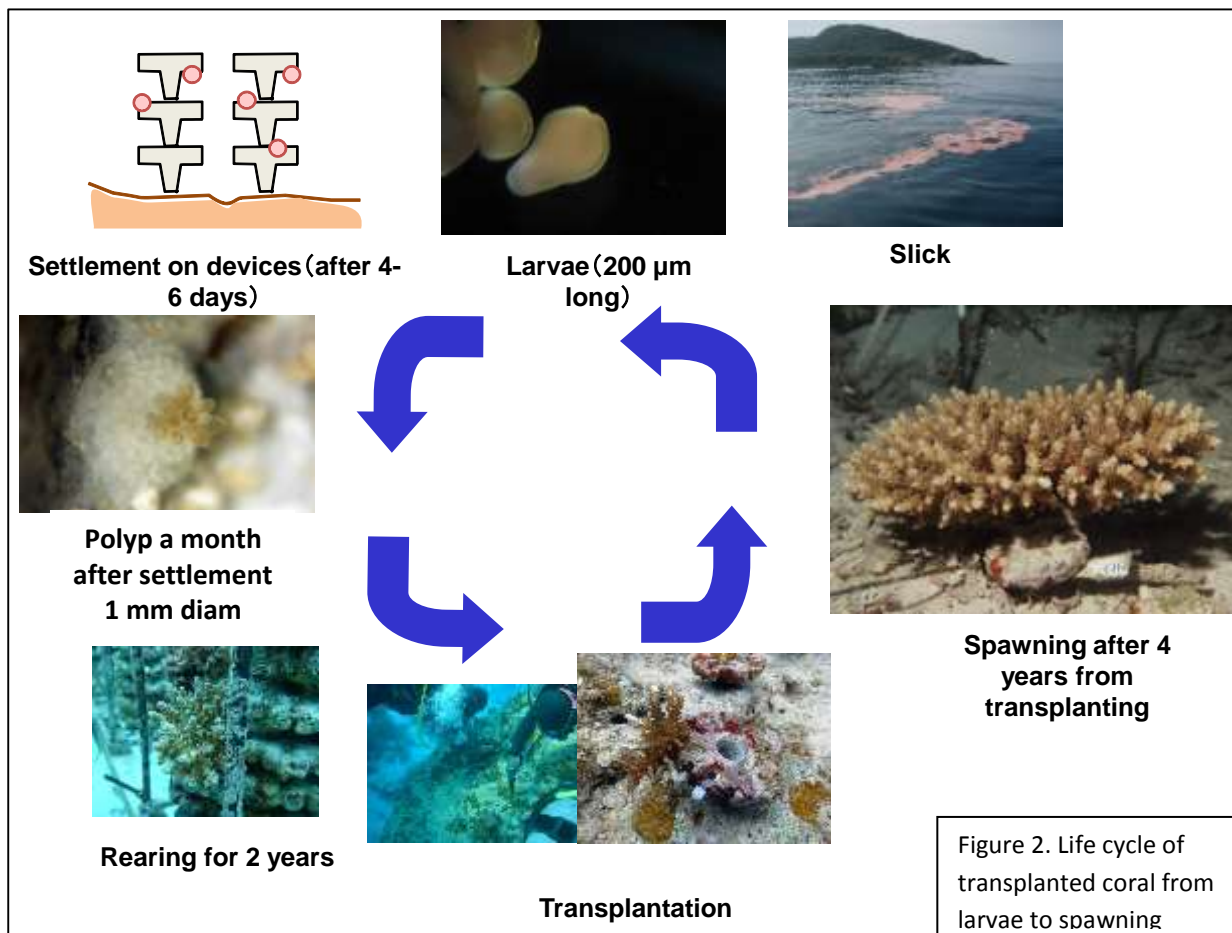 Settlement on devices（after 4-
6 days）
Larvae（200 µm
long）
Slick
Polyp a month
after settlement
1 mm diam
Rearing for 2 years
Transplantation
Spawning after 4
years from
transplanting
Figure 2. Life cycle of
transplanted coral from
larvae to spawning